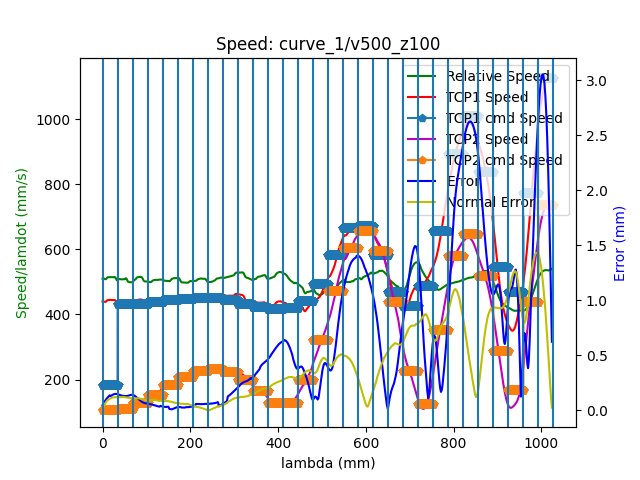 Speed: curve_1/v500_z100
Relative Speed
TCP1 Speed
TCP1 cmd Speed
TCP2 Speed
TCP2 cmd Speed
Error
Normal Error
Speed/lamdot (mm/s)
1000
800
600
400
200
3.0
2.5
2.0
1.5
1.0
0.5
0.0
Error (mm)
0 200 400 600 800 1000
lambda (mm)